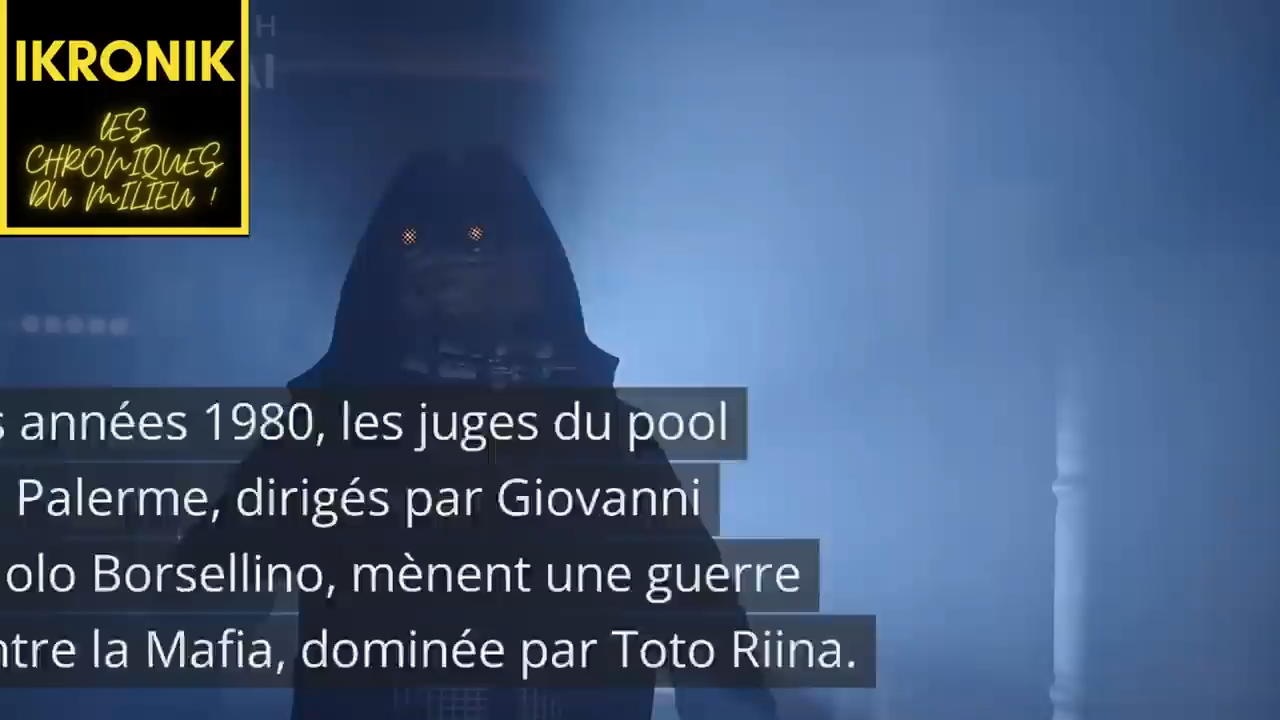 IKRONIK
LES
CHRONIQUES
DU MILIEU !
H
AI
années 1980, les juges du pool
Palerme, dirigés par Giovanni
olo Borsellino, mènent une guerre
ntre la Mafia, dominée par Toto Riina.